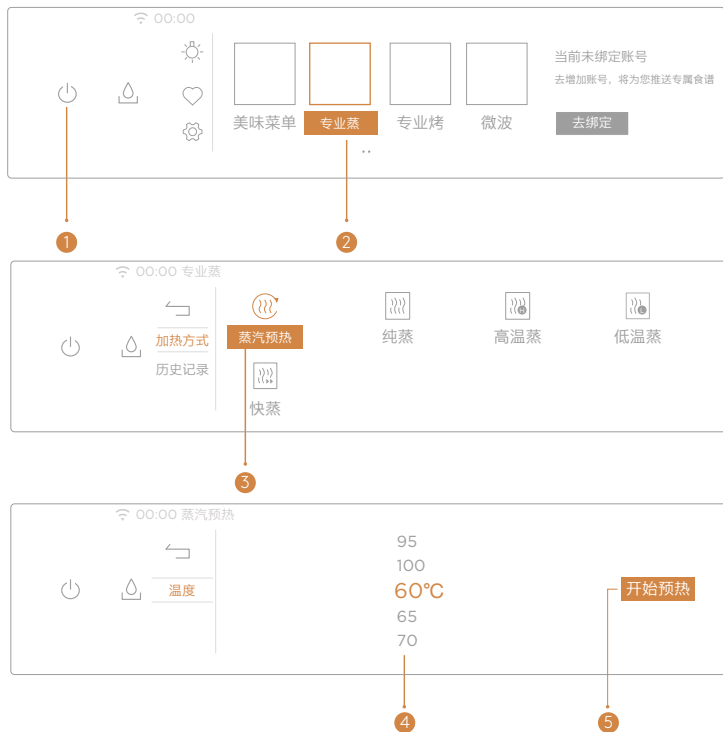 00:00
当前未绑定账号
去增加账号，将为您推送专属食谱
美味菜单 专业蒸 专业烤 微波 去绑定
1 2
00:00 专业蒸
加热方式 蒸汽预热 纯蒸 高温蒸 低温蒸
H L
历史记录
快蒸
3
00:00 蒸汽预热
95
100
温度 60℃ 开始预热
65
70
4 5